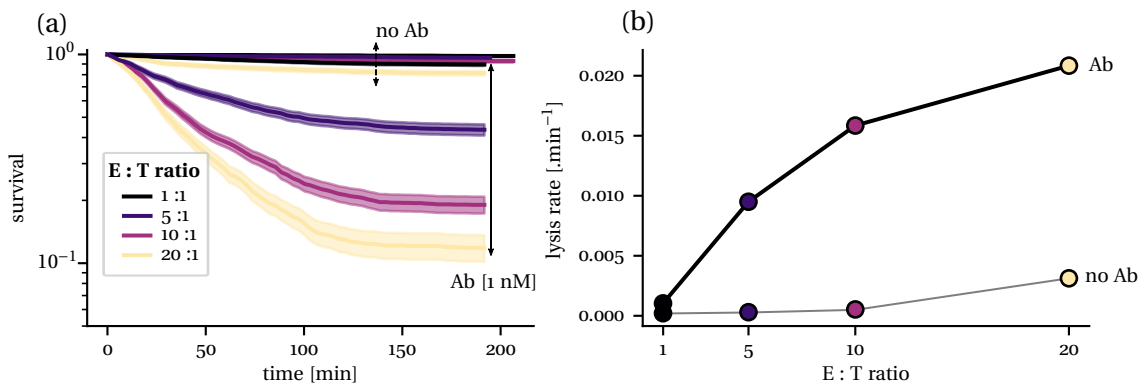 (a)
no Ab
10⁰
10⁻¹
survival
E : T ratio
1 :1
5 :1
10 :1
20 :1
Ab [1 nM]
0 50 100 150 200
time [min]
(b)
lysis rate [.min⁻¹]
0.020
0.015
0.010
0.005
0.000
Ab
no Ab
1 5 10 20
E : T ratio